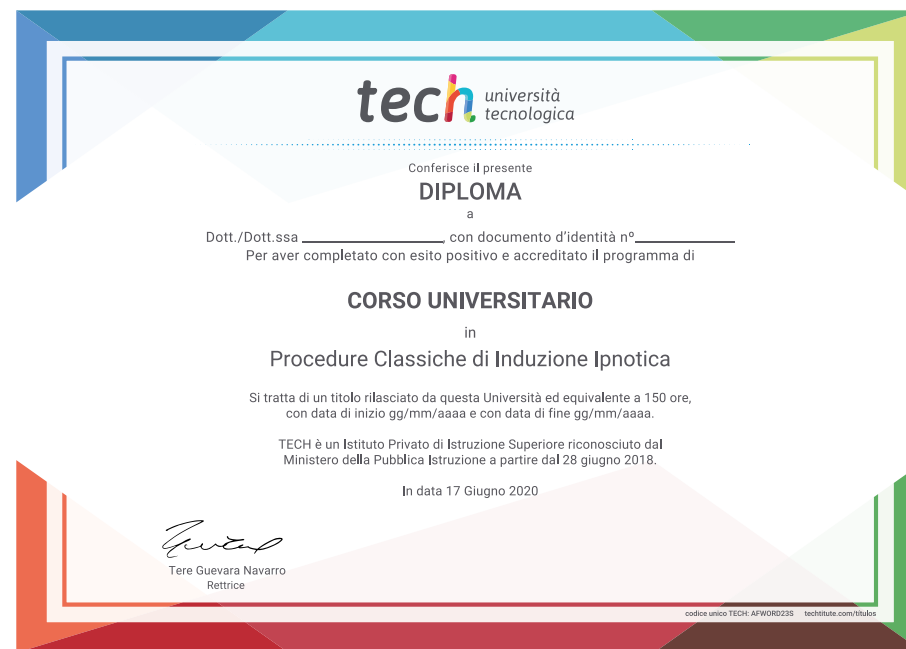 tech università
tecnologica
Conferisce il presente
DIPLOMA
a
Dott./Dott.ssa ____________________, con documento d'identità nº______________
Per aver completato con esito positivo e accreditato il programma di
CORSO UNIVERSITARIO
in
Procedure Classiche di Induzione Ipnotica
Si tratta di un titolo rilasciato da questa Università ed equivalente a 150 ore,
con data di inizio gg/mm/aaaa e con data di fine gg/mm/aaaa.
TECH è un Istituto Privato di Istruzione Superiore riconosciuto dal
Ministero della Pubblica Istruzione a partire dal 28 giugno 2018.
In data 17 Giugno 2020
Tere Guevara Navarro
Rettrice
codice unico TECH: AFWORD23S techtitute.com/titulos